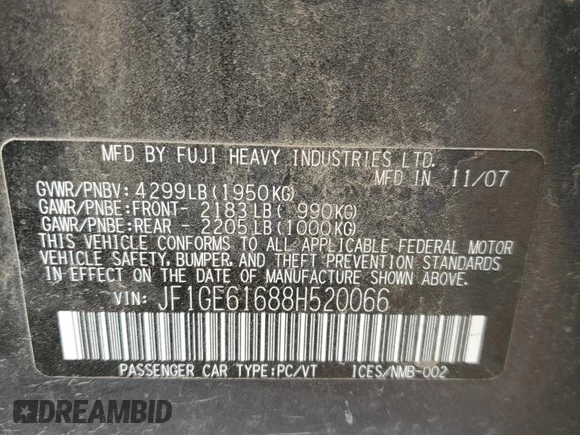 MFD BY FUJI HEAVY INDUSTRIES LTD.
MFD IN 11/07
GVWR/PNBV: 4299LB(1950KG)
GAWR/PNBE:FRONT- 2183LB( 990KG)
GAWR/PNBE:REAR - 2205LB(1000KG)
THIS VEHICLE CONFORMS TO ALL APPLICABLE FEDERAL MOTOR
VEHICLE SAFETY, BUMPER, AND THEFT PREVENTION STANDARDS
IN EFFECT ON THE DATE OF MANUFACTURE SHOWN ABOVE.
VIN: JF1GE61688H520066
PASSENGER CAR TYPE:PC/VT ICES/NMB-002
DREAMBID